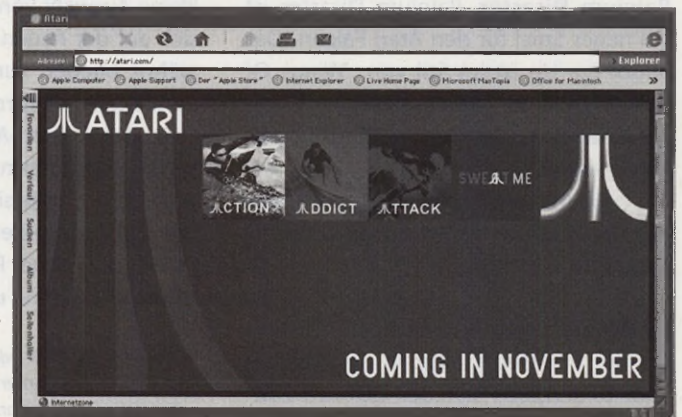 Atari
Adresse: http://atari.com/
Explorer
Apple Computer Apple Support Der "Apple Store" Internet Explorer Live Home Page Microsoft MacTopia Office for Macintosh
Favoriten
Verlauf
Suchen
Album
Seitenhalter
ATARI
ACTION ADDICT ATTACK SWEAT ME
COMING IN NOVEMBER
Internetzone